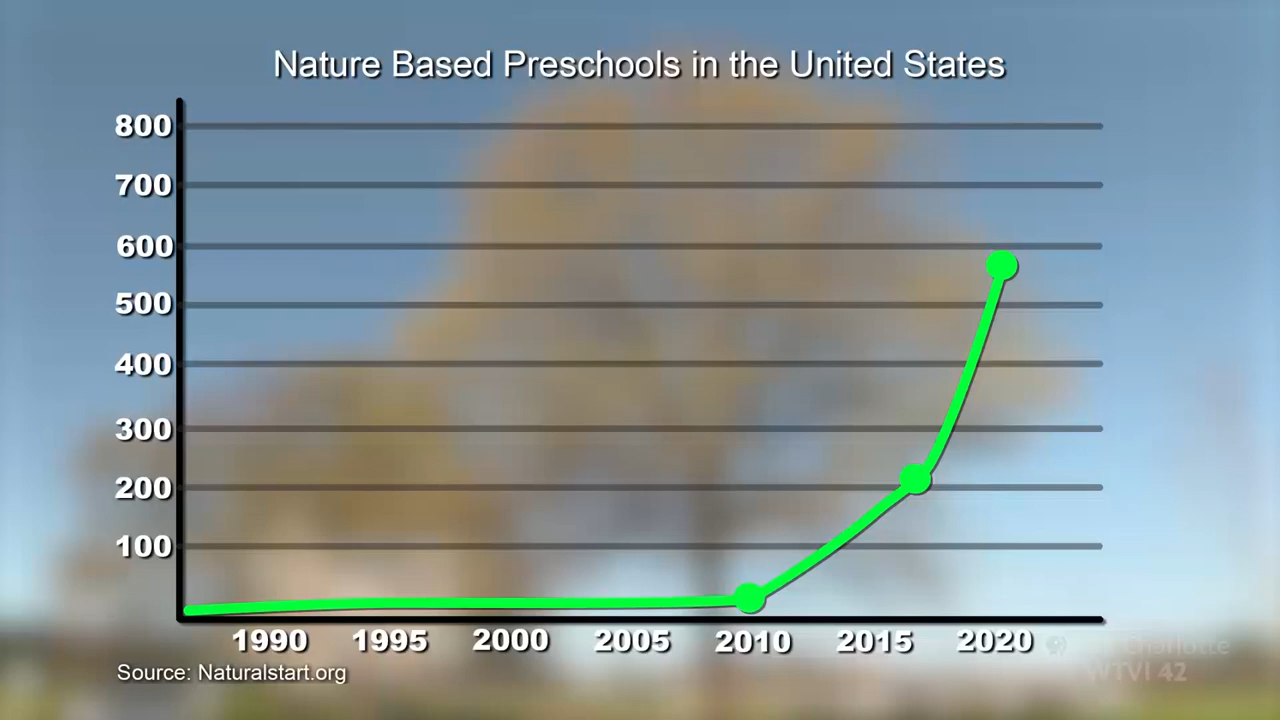 Nature Based Preschools in the United States
800
700
600
500
400
300
200
100
1990 1995 2000 2005 2010 2015 2020
Source: Naturalstart.org
Charlotte
WTVI 42